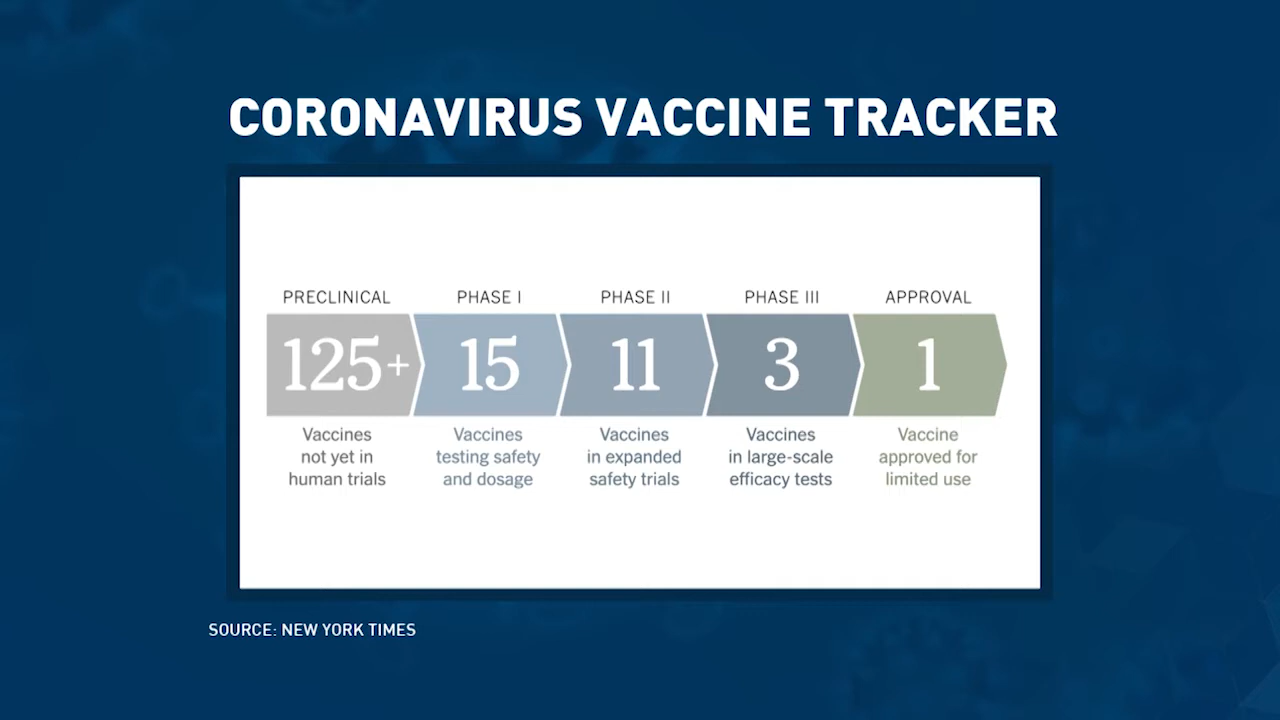 CORONAVIRUS VACCINE TRACKER
PRECLINICAL
PHASE I
PHASE II
PHASE III
APPROVAL
125+
15
11
3
1
Vaccines
not yet in
human trials
Vaccines
testing safety
and dosage
Vaccines
in expanded
safety trials
Vaccines
in large-scale
efficacy tests
Vaccine
approved for
limited use
SOURCE: NEW YORK TIMES